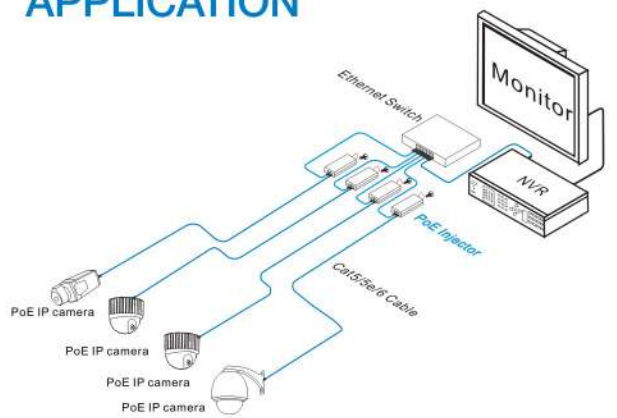 APPLICATION
Ethernet Switch
Monitor
NVR
PoE Injector
Cat5/5e/6 Cable
PoE IP camera
PoE IP camera
PoE IP camera
PoE IP camera